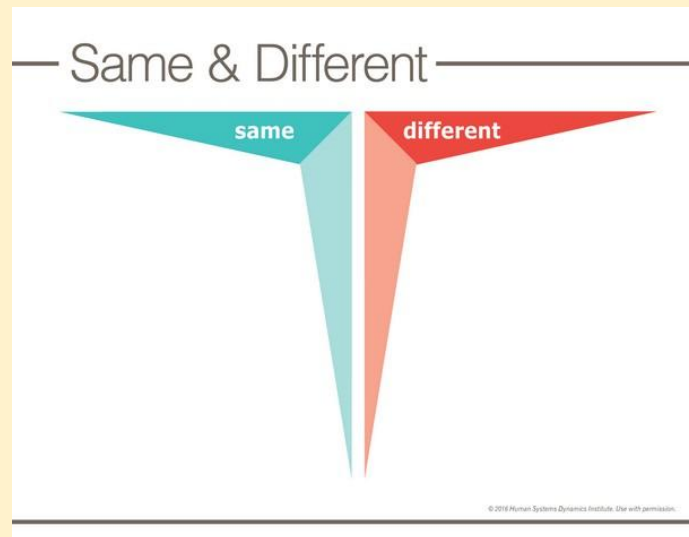 Same & Different
same
different
© 2016 Human Systems Dynamics Institute. Use with permission.